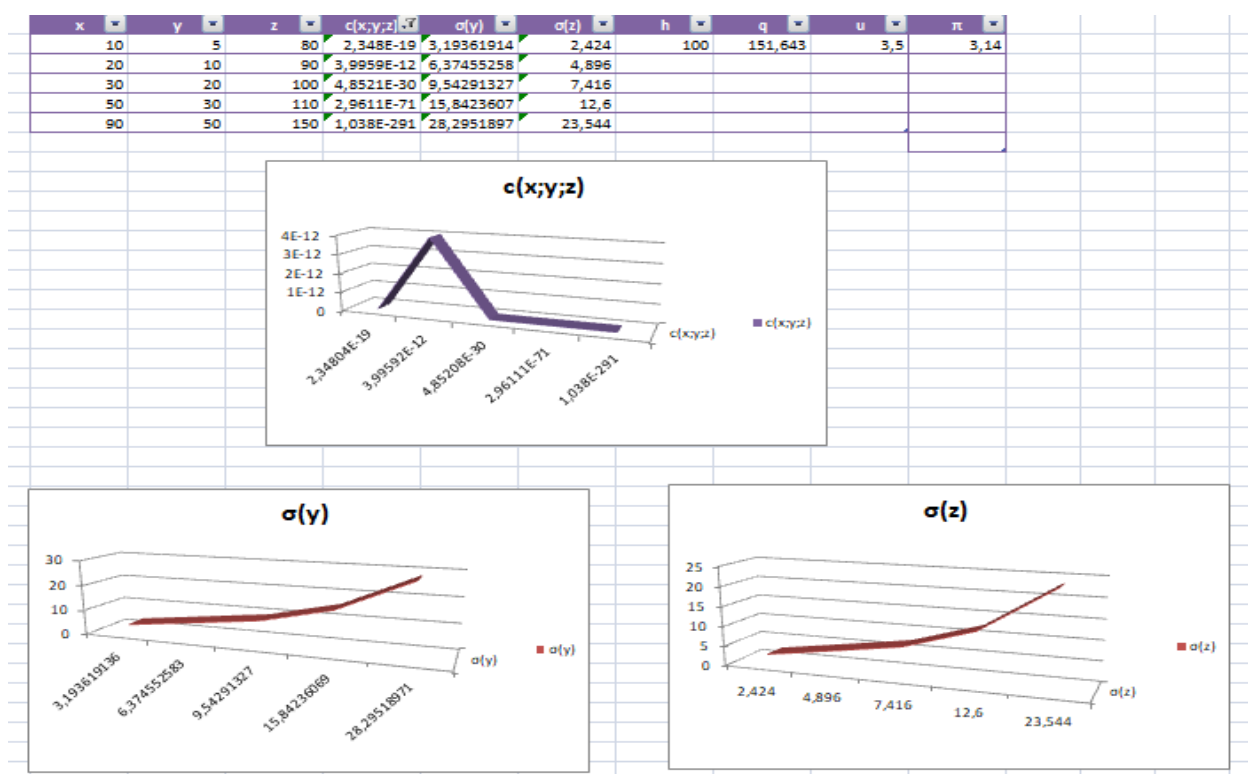 x y z c(x;y;z) σ(y) σ(z) h q u π
10 5 80 2,348E-19 3,19361914 2,424 100 151,643 3,5 3,14
20 10 90 3,9959E-12 6,37455258 4,896
30 20 100 4,8521E-30 9,54291327 7,416
50 30 110 2,9611E-71 15,8423607 12,6
90 50 150 1,038E-291 28,2951897 23,544
c(x;y;z)
4E-12
3E-12
2E-12
1E-12
0
2,34804E-19
3,99592E-12
4,85208E-30
2,96111E-71
1,038E-291
c(x;y;z)
c(x;y;z)
σ(y)
30
20
10
0
3,193619136
6,374552583
9,54291327
15,84236069
28,29518971
σ(y)
σ(y)
σ(z)
25
20
15
10
5
0
2,424
4,896
7,416
12,6
23,544
σ(z)
σ(z)